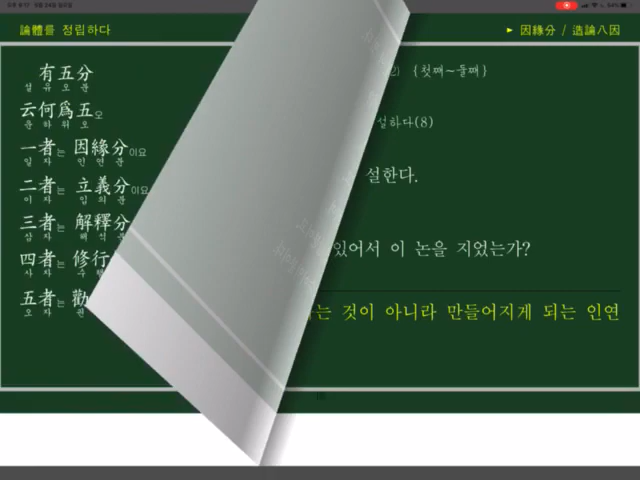 論體를 정립하다
▶ 因緣分 / 造論八因
有五分
설 유 오 분
云何爲五오
운 하 위 오
一者는 因緣分이요
일 자 인 연 분
二者는 立義分이요
이 자 입 의 분
三者는 解釋分
삼 자 해 석 분
四者는 修行
사 자 수 행
五者는 勸
오 자 권
{첫째~둘째}
설하다(8)
설한다.
있어서 이 논을 지었는가?
는 것이 아니라 만들어지게 되는 인연